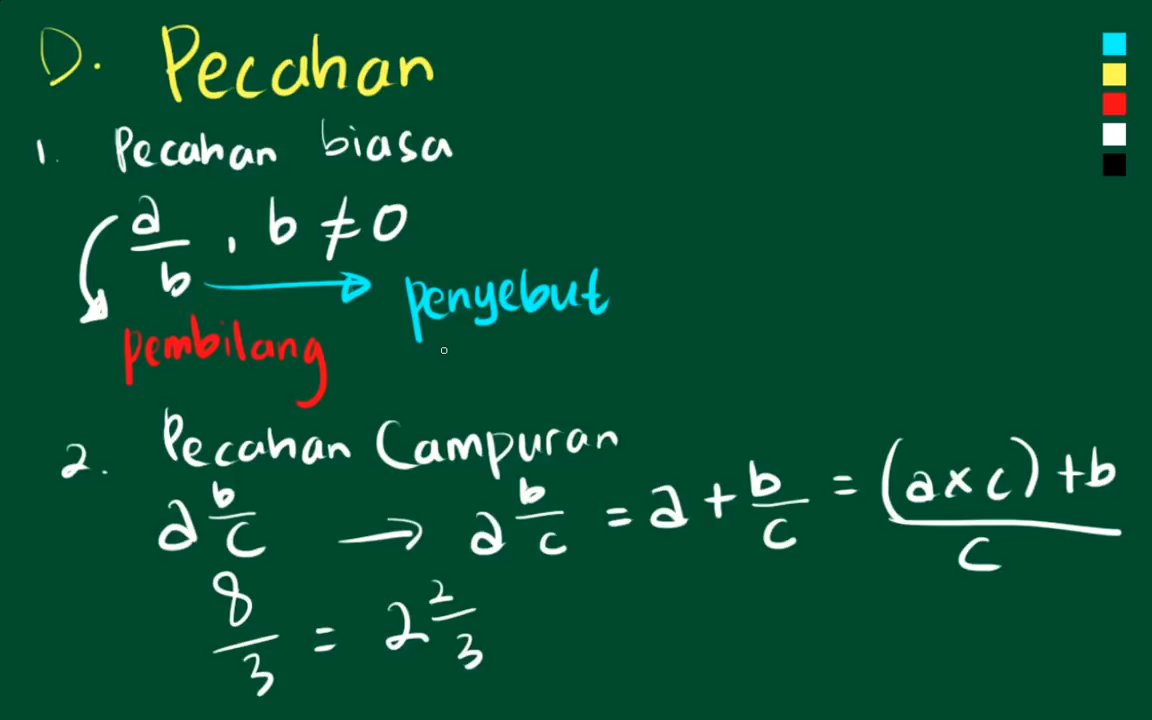 D. Pecahan
1. Pecahan biasa
a/b, b ≠ 0
penyebut
pembilang
2. Pecahan Campuran
a b/c → a b/c = a + b/c = (a x c) + b / c
8/3 = 2 2/3